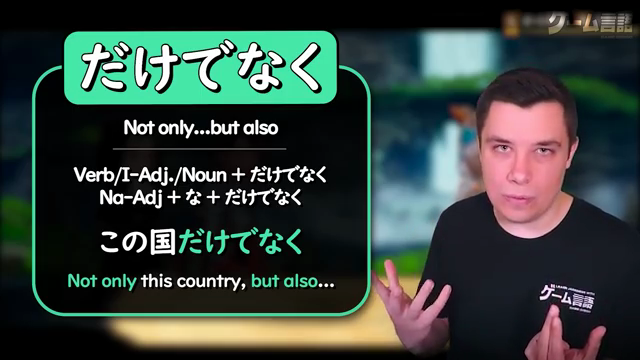 だけでなく
Not only...but also
Verb/I-Adj./Noun + だけでなく
Na-Adj + な + だけでなく
この国だけでなく
Not only this country, but also...
ゲーム言語
ゲーム言語